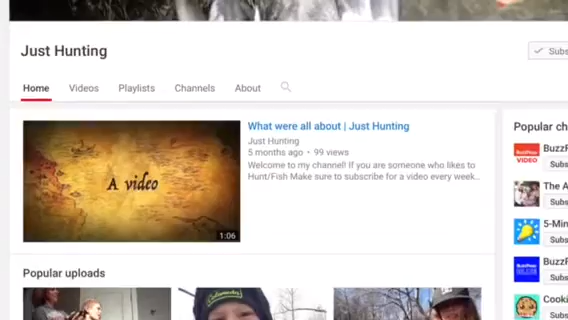 Just Hunting
Subs
Home Videos Playlists Channels About
A video
1:06
What were all about | Just Hunting
Just Hunting
5 months ago • 99 views
Welcome to my channel! If you are someone who likes to
Hunt/Fish Make sure to subscribe for a video every week...
Popular uploads
Popular ch
BuzzF
Subs
The A
Subs
5-Min
Subs
BuzzF
Subs
Cooki
Subs